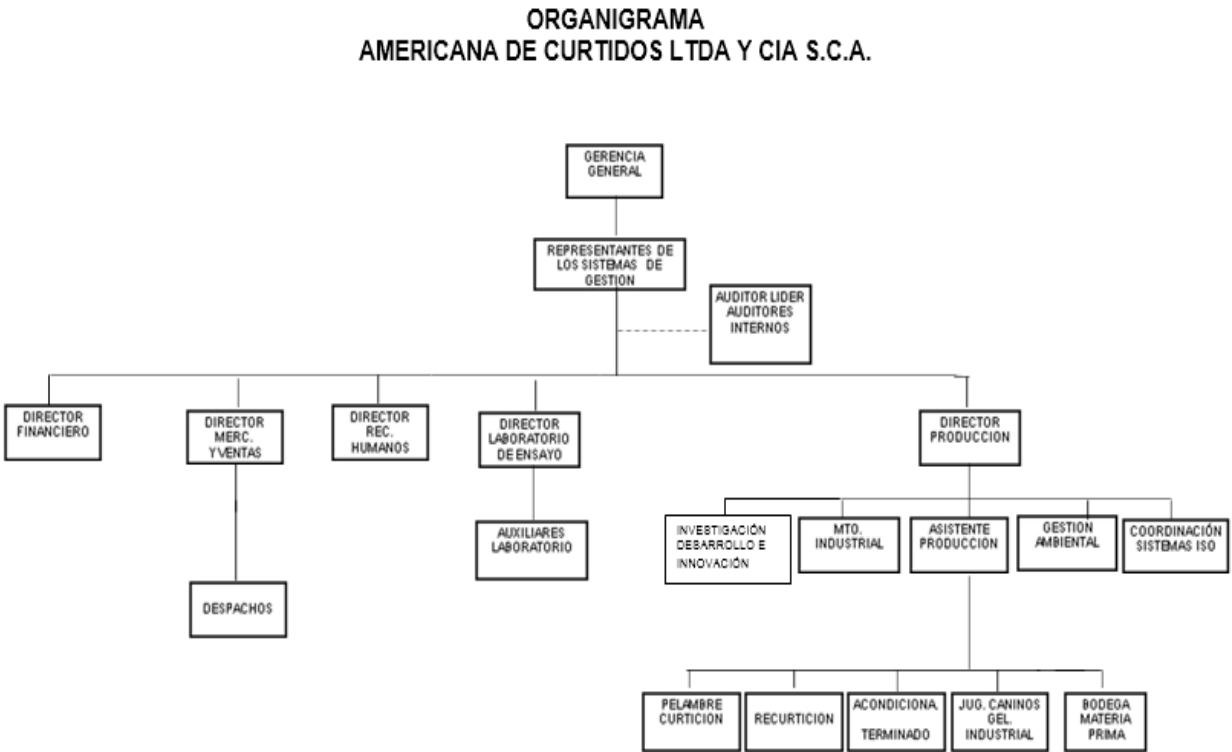 ORGANIGRAMA
AMERICANA DE CURTIDOS LTDA Y CIA S.C.A.
GERENCIA
GENERAL
REPRESENTANTES DE
LOS SISTEMAS DE
GESTION
AUDITOR LIDER
AUDITORES
INTERNOS
DIRECTOR
FINANCIERO
DIRECTOR
MERC.
Y VENTAS
DIRECTOR
REC.
HUMANOS
DIRECTOR
LABORATORIO
DE ENSAYO
DIRECTOR
PRODUCCION
AUXILIARES
LABORATORIO
INVESTIGACIÓN
DESARROLLO E
INNOVACIÓN
MTO.
INDUSTRIAL
ASISTENTE
PRODUCCION
GESTION
AMBIENTAL
COORDINACIÓN
SISTEMAS ISO
DESPACHOS
PELAMBRE
CURTICION
RECURTICION
ACONDICIONA.
TERMINADO
JUG. CANINOS
GEL.
INDUSTRIAL
BODEGA
MATERIA
PRIMA